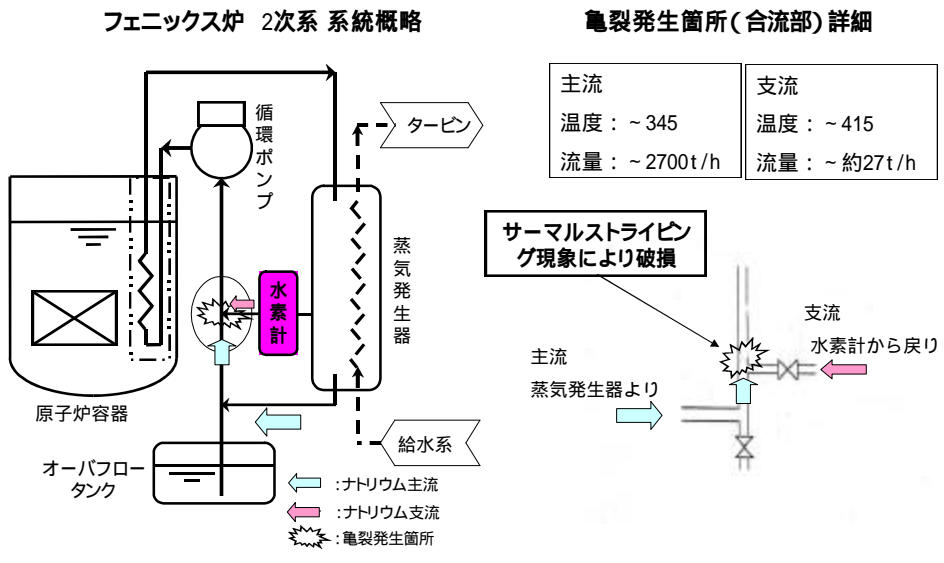 フェニックス炉 2次系 系統概略
亀裂発生箇所(合流部)詳細
循環ポンプ
タービン
水素計
蒸気発生器
原子炉容器
給水系
オーバフロー
タンク
:ナトリウム主流
:ナトリウム支流
:亀裂発生箇所
主流
温度:~345
流量:~2700t/h
支流
温度:~415
流量:~約27t/h
サーマルストライピン
グ現象により破損
支流
水素計から戻り
主流
蒸気発生器より